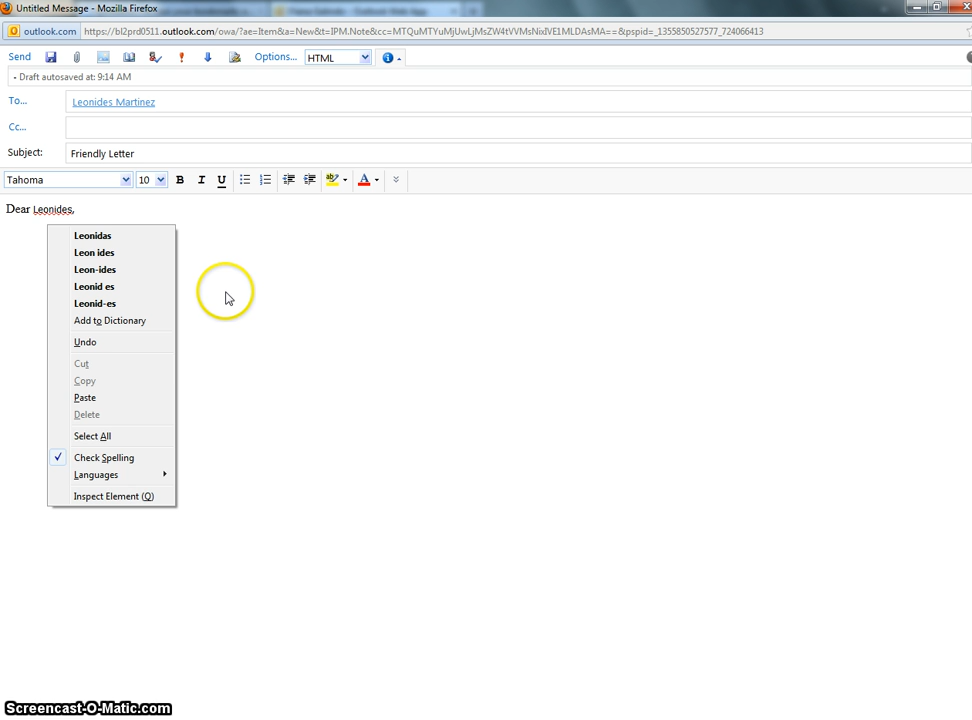 Untitled Message - Mozilla Firefox
Outlook Web App
outlook.com https://bl2prd0511.outlook.com/owa/?ae=Item&a=New&t=IPM.Note&cc=MTQuMTYuMjUwLjMsZW4tVVMsNixIVE1MLDAsMA==&pspid=_1355850527577_724066413
Send Options... HTML
• Draft autosaved at: 9:14 AM
To... Leonides Martinez
Cc...
Subject: Friendly Letter
Tahoma 10 B I U A
Dear Leonides,
Leonidas
Leon ides
Leon-ides
Leonid es
Leonid-es
Add to Dictionary
Undo
Cut
Copy
Paste
Delete
Select All
✓ Check Spelling
Languages
Inspect Element (Q)
Screencast-O-Matic.com